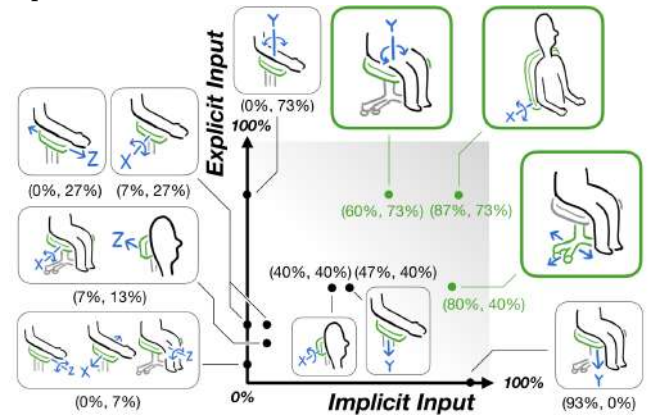 Y
Y
Explicit Input
(0%, 73%)
X
100%
Z
X
(0%, 27%)
(7%, 27%)
(60%, 73%)
(87%, 73%)
X
Z
(7%, 13%)
(40%, 40%)
(47%, 40%)
(80%, 40%)
X
Y
z
X
z
z
Y
(0%, 7%)
0%
Implicit Input
100%
(93%, 0%)